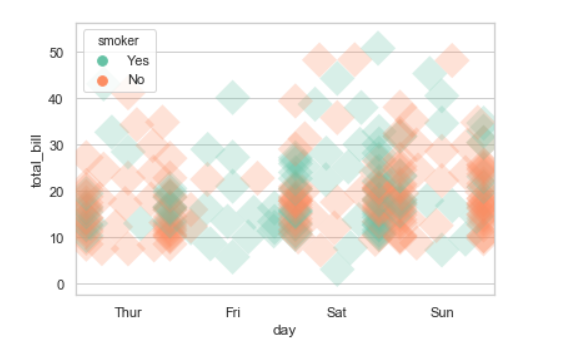 smoker
Yes
No
50
40
30
20
10
0
total_bill
Thur Fri Sat Sun
day